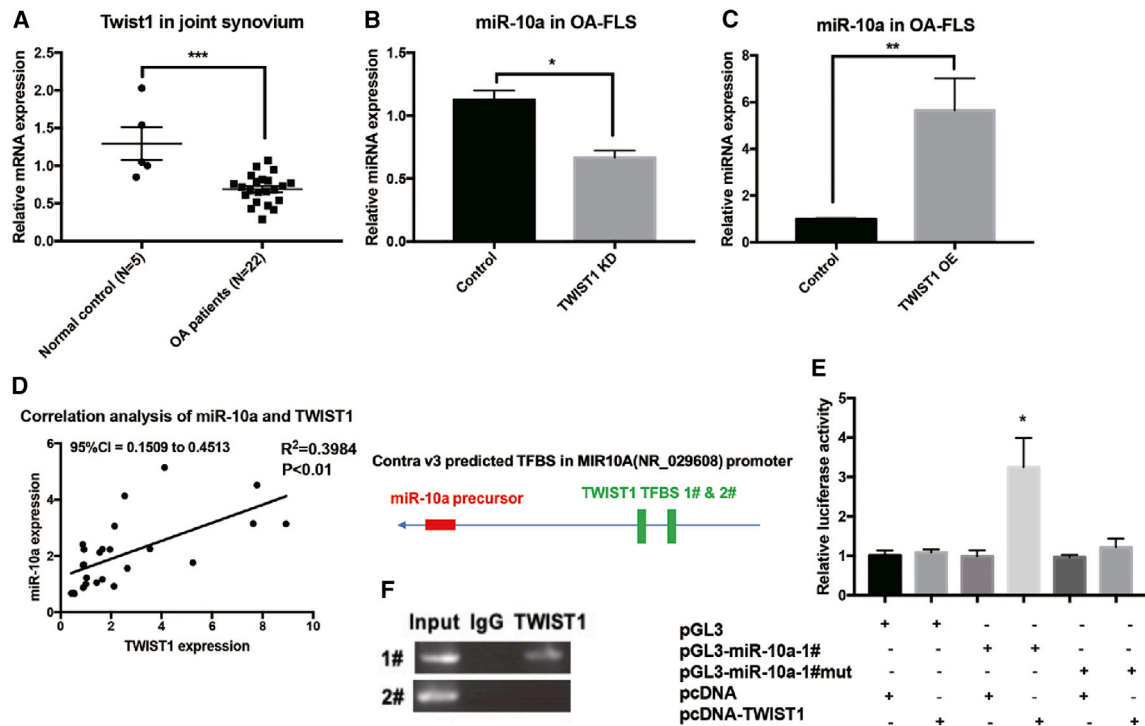 A
Twist1 in joint synovium
Relative mRNA expression
2.5
2.0
1.5
1.0
0.5
0.0
***
Normal control (N=5)
OA patients (N=22)
B
miR-10a in OA-FLS
Relative miRNA expression
1.5
1.0
0.5
0.0
*
Control
TWIST1 KD
C
miR-10a in OA-FLS
Relative miRNA expression
8
6
4
2
0
**
Control
TWIST1 OE
D
Correlation analysis of miR-10a and TWIST1
95%CI = 0.1509 to 0.4513
R²=0.3984
P<0.01
miR-10a expression
6
4
2
0
0 2 4 6 8 10
TWIST1 expression
Contra v3 predicted TFBS in MIR10A(NR_029608) promoter
miR-10a precursor
TWIST1 TFBS 1# & 2#
E
Relative luciferase activity
5
4
3
2
1
0
*
pGL3 + + - - - -
pGL3-miR-10a-1# - - + + - -
pGL3-miR-10a-1#mut - - - - + +
pcDNA + - + - + -
pcDNA-TWIST1 - + - + - +
F
Input IgG TWIST1
1#
2#